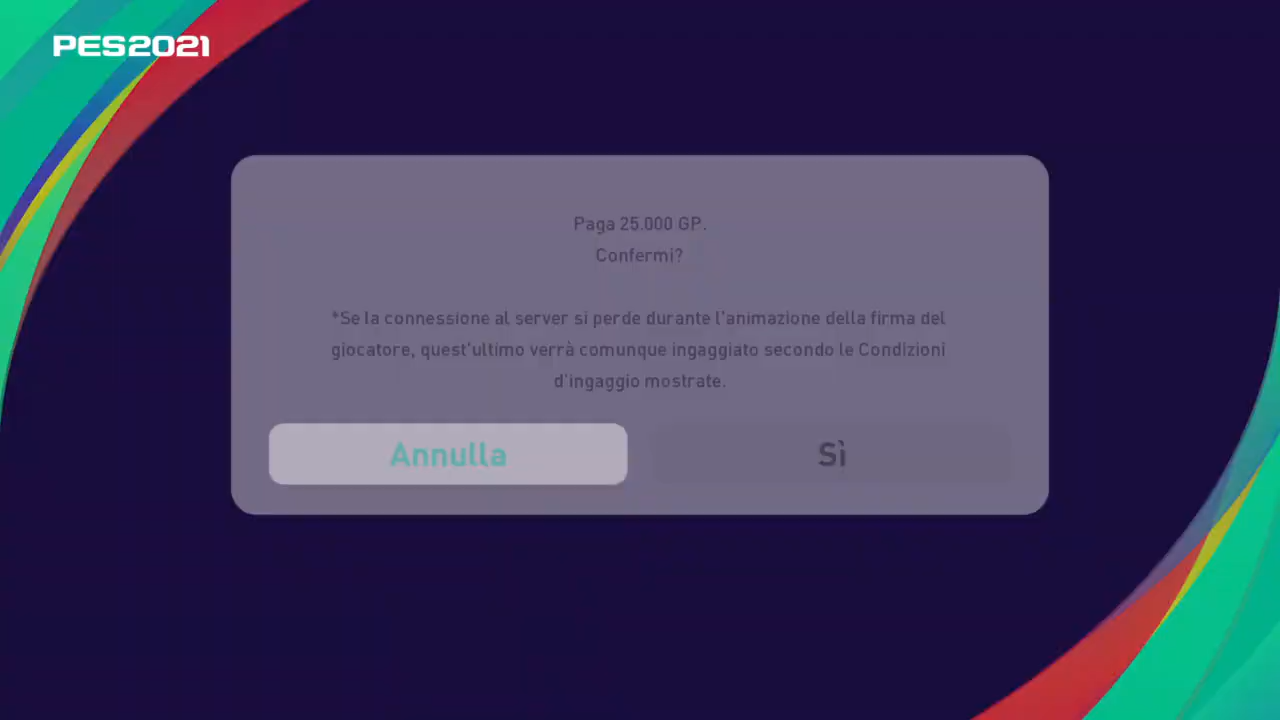 PES2021
Paga 25.000 GP.
Confermi?
*Se la connessione al server si perde durante l'animazione della firma del
giocatore, quest'ultimo verrà comunque ingaggiato secondo le Condizioni
d'ingaggio mostrate.
Annulla
Sì